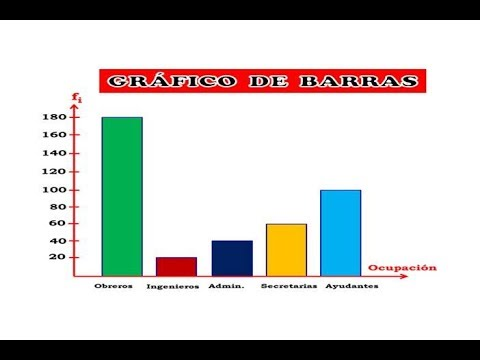 GRÁFICO DE BARRAS
fi
180
160
140
120
100
80
60
40
20
Ocupación
Obreros Ingenieros Admin. Secretarias Ayudantes